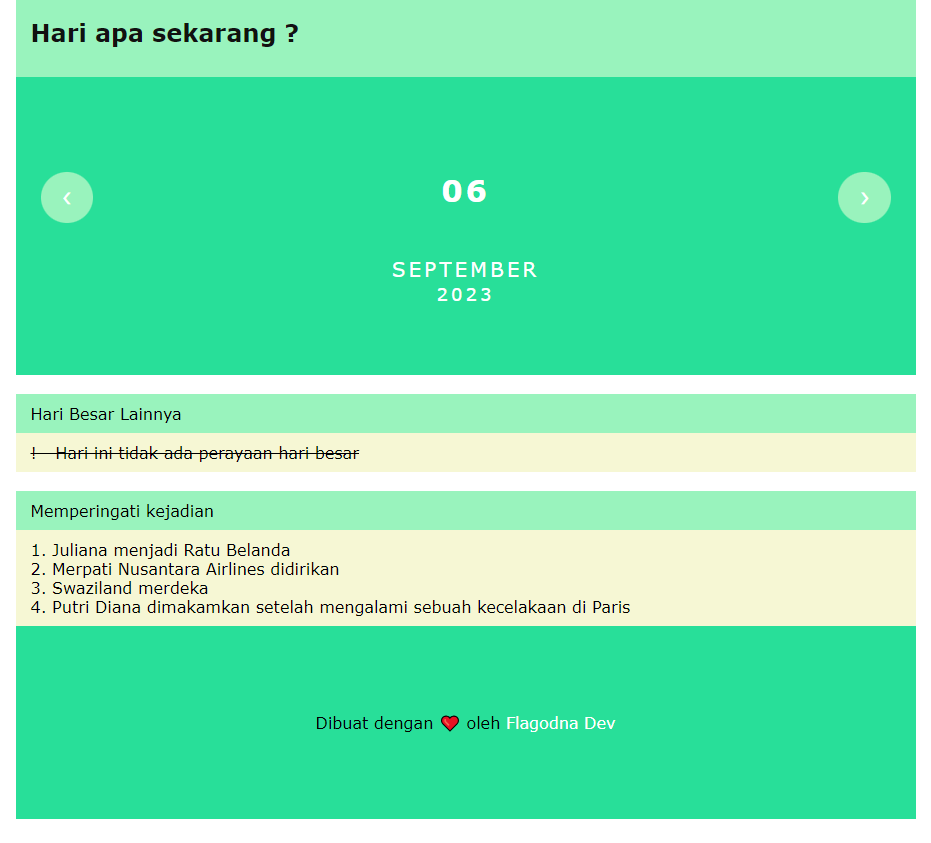 Hari apa sekarang ?
‹
06
›
SEPTEMBER
2023
Hari Besar Lainnya
! - Hari ini tidak ada perayaan hari besar
Memperingati kejadian
1. Juliana menjadi Ratu Belanda
2. Merpati Nusantara Airlines didirikan
3. Swaziland merdeka
4. Putri Diana dimakamkan setelah mengalami sebuah kecelakaan di Paris
Dibuat dengan ❤ oleh Flagodna Dev